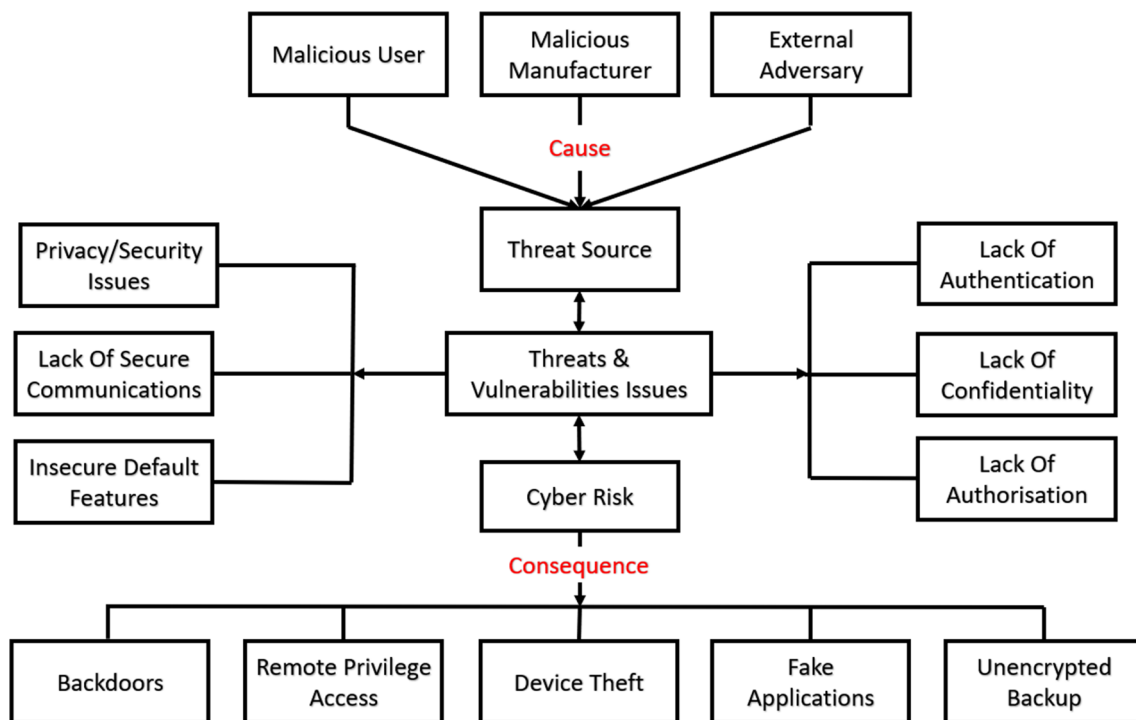 Malicious User
Malicious
Manufacturer
External
Adversary
Cause
Threat Source
Privacy/Security
Issues
Lack Of Secure
Communications
Insecure Default
Features
Threats &
Vulnerabilities Issues
Lack Of
Authentication
Lack Of
Confidentiality
Lack Of
Authorisation
Cyber Risk
Consequence
Backdoors
Remote Privilege
Access
Device Theft
Fake
Applications
Unencrypted
Backup